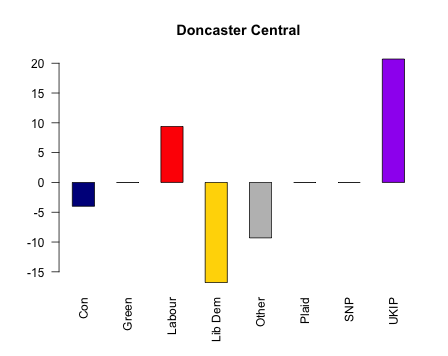 Doncaster Central
20
15
10
5
0
-5
-10
-15
Con
Green
Labour
Lib Dem
Other
Plaid
SNP
UKIP